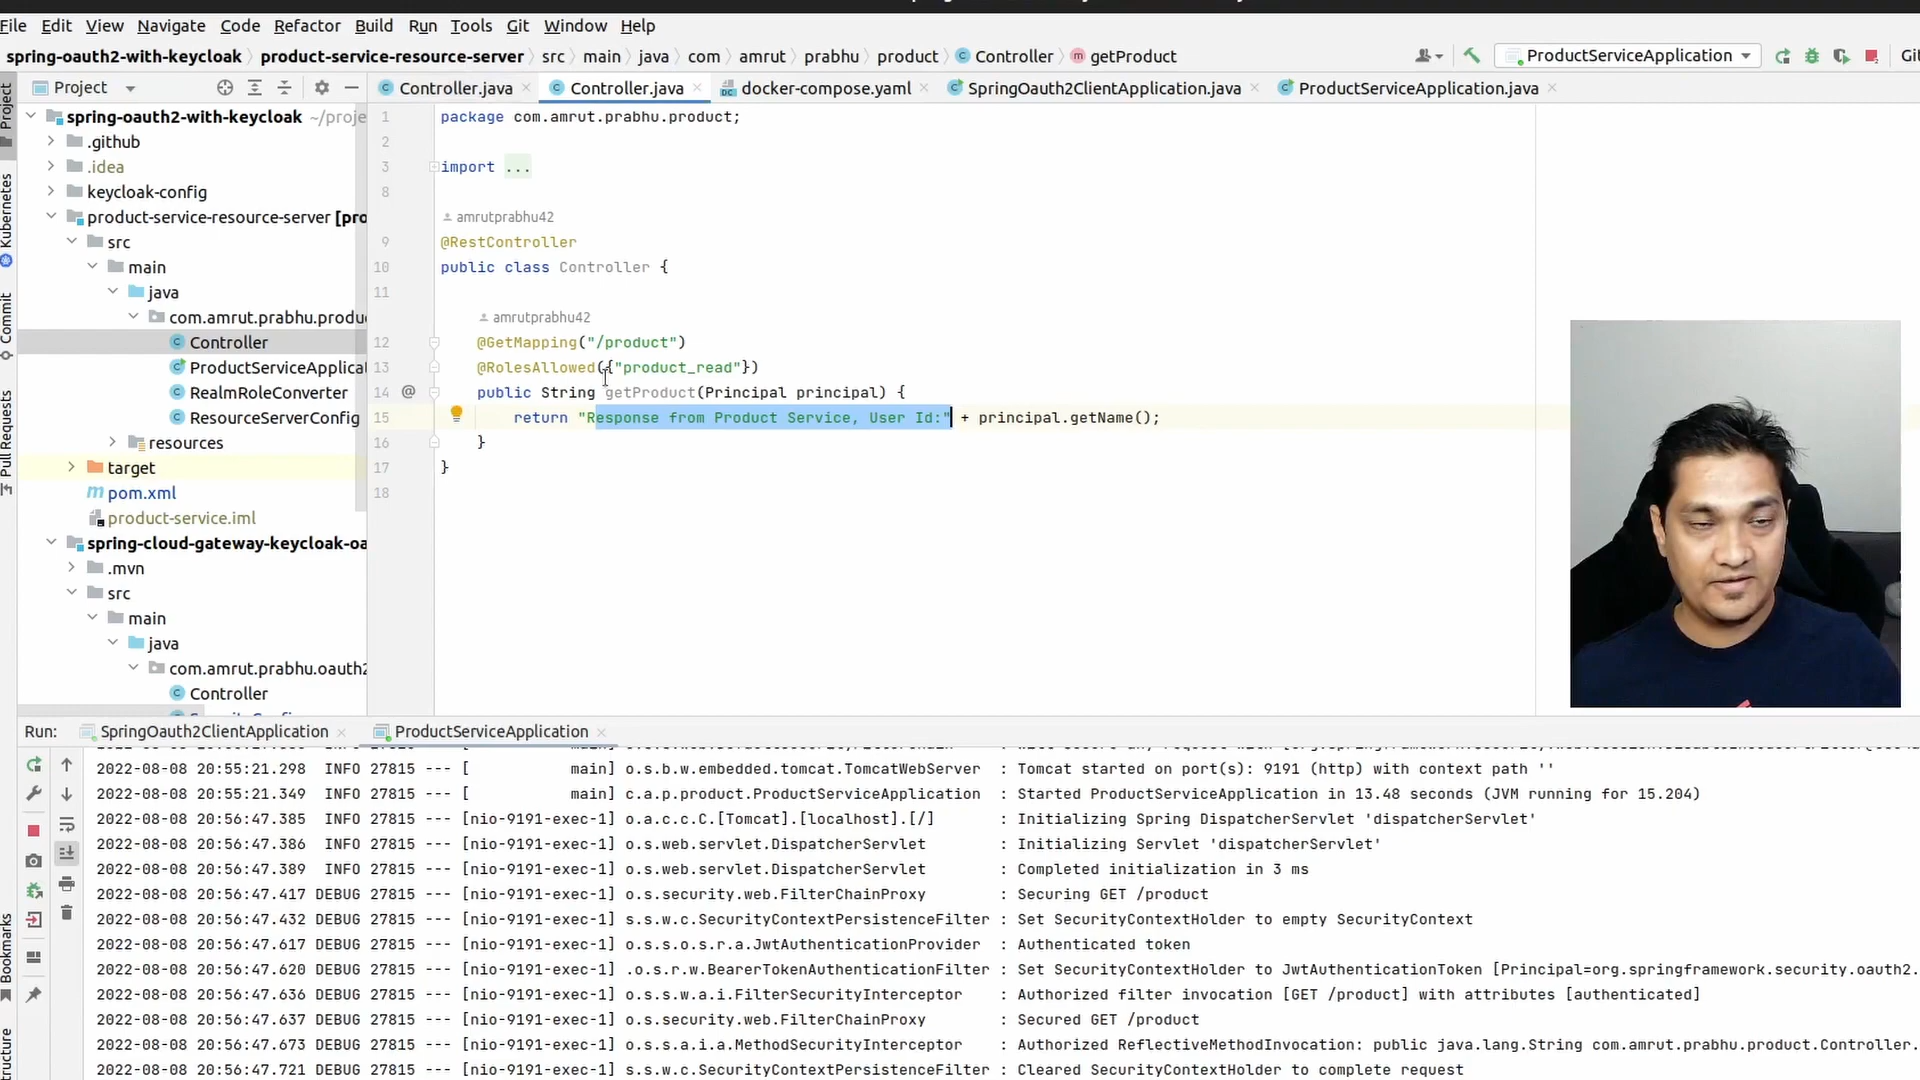 File Edit View Navigate Code Refactor Build Run Tools Git Window Help
spring-oauth2-with-keycloak product-service-resource-server src main java com amrut prabhu product Controller getProduct ProductServiceApplication Git
Project Controller.java Controller.java docker-compose.yaml SpringOauth2ClientApplication.java ProductServiceApplication.java
Project
Kubernetes
Commit
Pull Requests
Bookmarks
spring-oauth2-with-keycloak ~/proje
.github
.idea
keycloak-config
product-service-resource-server [pro
src
main
java
com.amrut.prabhu.produ
Controller
ProductServiceApplica
RealmRoleConverter
ResourceServerConfig
resources
target
pom.xml
product-service.iml
spring-cloud-gateway-keycloak-oa
.mvn
src
main
java
com.amrut.prabhu.oauth2
Controller
1 package com.amrut.prabhu.product;
2
3 import ...
8
amrutprabhu42
9 @RestController
10 public class Controller {
11
amrutprabhu42
12 @GetMapping("/product")
13 @RolesAllowed({"product_read"})
14 public String getProduct(Principal principal) {
15 return "Response from Product Service, User Id:" + principal.getName();
16 }
17 }
18
Run: SpringOauth2ClientApplication ProductServiceApplication
2022-08-08 20:55:21.298 INFO 27815 --- [ main] o.s.b.w.embedded.tomcat.TomcatWebServer : Tomcat started on port(s): 9191 (http) with context path ''
2022-08-08 20:55:21.349 INFO 27815 --- [ main] c.a.p.product.ProductServiceApplication : Started ProductServiceApplication in 13.48 seconds (JVM running for 15.204)
2022-08-08 20:56:47.385 INFO 27815 --- [nio-9191-exec-1] o.a.c.c.C.[Tomcat].[localhost].[/] : Initializing Spring DispatcherServlet 'dispatcherServlet'
2022-08-08 20:56:47.386 INFO 27815 --- [nio-9191-exec-1] o.s.web.servlet.DispatcherServlet : Initializing Servlet 'dispatcherServlet'
2022-08-08 20:56:47.389 INFO 27815 --- [nio-9191-exec-1] o.s.web.servlet.DispatcherServlet : Completed initialization in 3 ms
2022-08-08 20:56:47.417 DEBUG 27815 --- [nio-9191-exec-1] o.s.security.web.FilterChainProxy : Securing GET /product
2022-08-08 20:56:47.432 DEBUG 27815 --- [nio-9191-exec-1] s.s.w.c.SecurityContextPersistenceFilter : Set SecurityContextHolder to empty SecurityContext
2022-08-08 20:56:47.617 DEBUG 27815 --- [nio-9191-exec-1] o.s.s.o.s.r.a.JwtAuthenticationProvider : Authenticated token
2022-08-08 20:56:47.620 DEBUG 27815 --- [nio-9191-exec-1] .o.s.r.w.BearerTokenAuthenticationFilter : Set SecurityContextHolder to JwtAuthenticationToken [Principal=org.springframework.security.oauth2.
2022-08-08 20:56:47.636 DEBUG 27815 --- [nio-9191-exec-1] o.s.s.w.a.i.FilterSecurityInterceptor : Authorized filter invocation [GET /product] with attributes [authenticated]
2022-08-08 20:56:47.637 DEBUG 27815 --- [nio-9191-exec-1] o.s.security.web.FilterChainProxy : Secured GET /product
2022-08-08 20:56:47.673 DEBUG 27815 --- [nio-9191-exec-1] o.s.s.a.i.a.MethodSecurityInterceptor : Authorized ReflectiveMethodInvocation: public java.lang.String com.amrut.prabhu.product.Controller.
2022-08-08 20:56:47.721 DEBUG 27815 --- [nio-9191-exec-1] s.s.w.c.SecurityContextPersistenceFilter : Cleared SecurityContextHolder to complete request